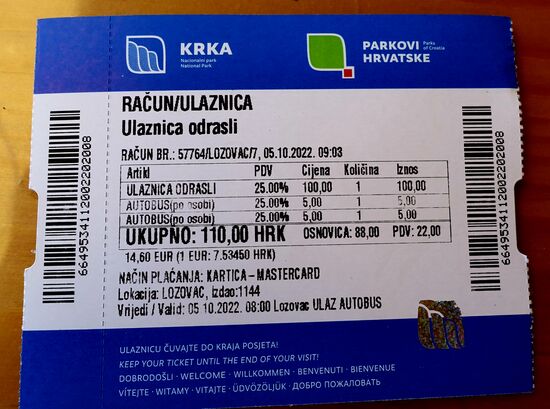 KRKA
Nacionalni park
National Park
PARKOVI
HRVATSKE
Parks
of Croatia
RAČUN/ULAZNICA
Ulaznica odrasli
RAČUN BR.: 57764/LOZOVAC/7, 05.10.2022. 09:03
Artikl PDV Cijena Količina Iznos
ULAZNICA ODRASLI 25.00% 100,00 1 100,00
AUTOBUS(po osobi) 25.00% 5,00 1 5,00
AUTOBUS(po osobi) 25.00% 5,00 1 5,00
UKUPNO: 110,00 HRK OSNOVICA: 88,00 PDV: 22,00
14,60 EUR (1 EUR: 7.53450 HRK)
NAČIN PLAĆANJA: KARTICA - MASTERCARD
Lokacija: LOZOVAC, Izdao:1144
Vrijedi / Valid: 05.10.2022. 08:00 Lozovac ULAZ AUTOBUS
6649534112002202008
6649534112002202008
ULAZNICU ČUVAJTE DO KRAJA POSJETA!
KEEP YOUR TICKET UNTIL THE END OF YOUR VISIT!
DOBRODOŠLI - WELCOME - WILLKOMMEN - BENVENUTI - BIENVENUE
VÍTEJTE - WITAMY - VITAJTE - ÜDVÖZÖLJÜK - ДОБРО ПОЖАЛОВАТЬ